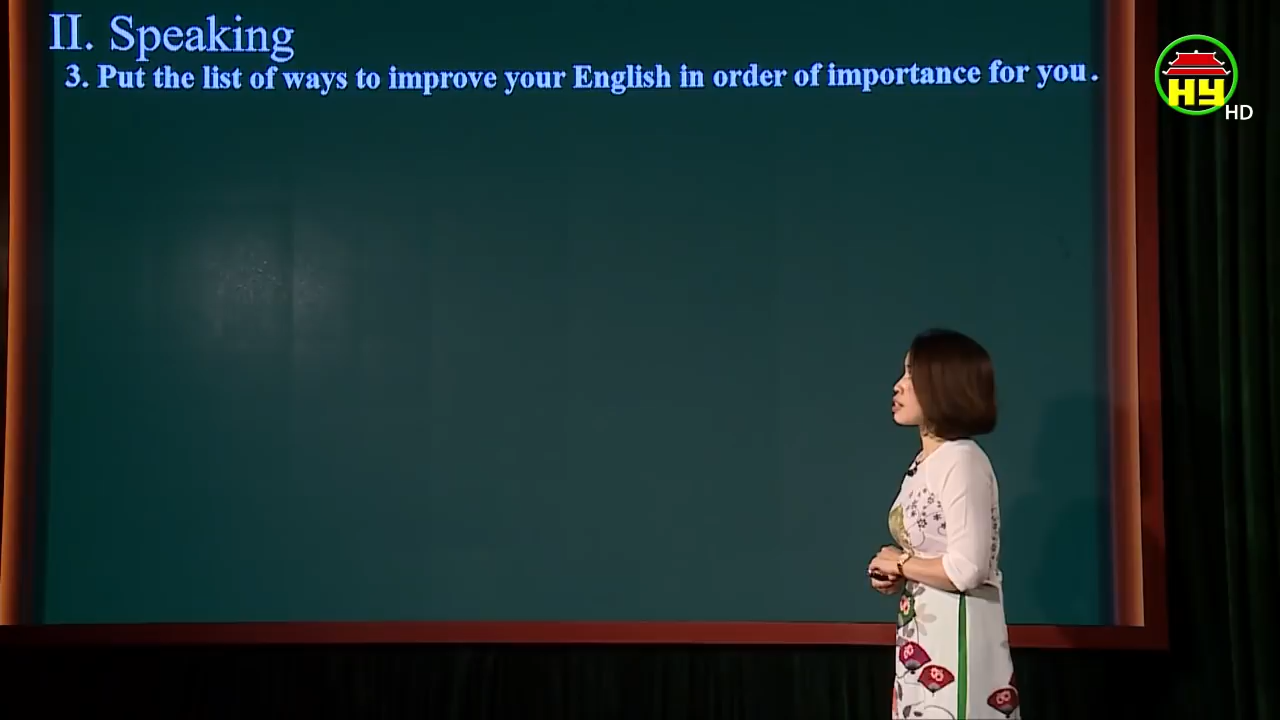 II. Speaking
3. Put the list of ways to improve your English in order of importance for you.
HY
HD